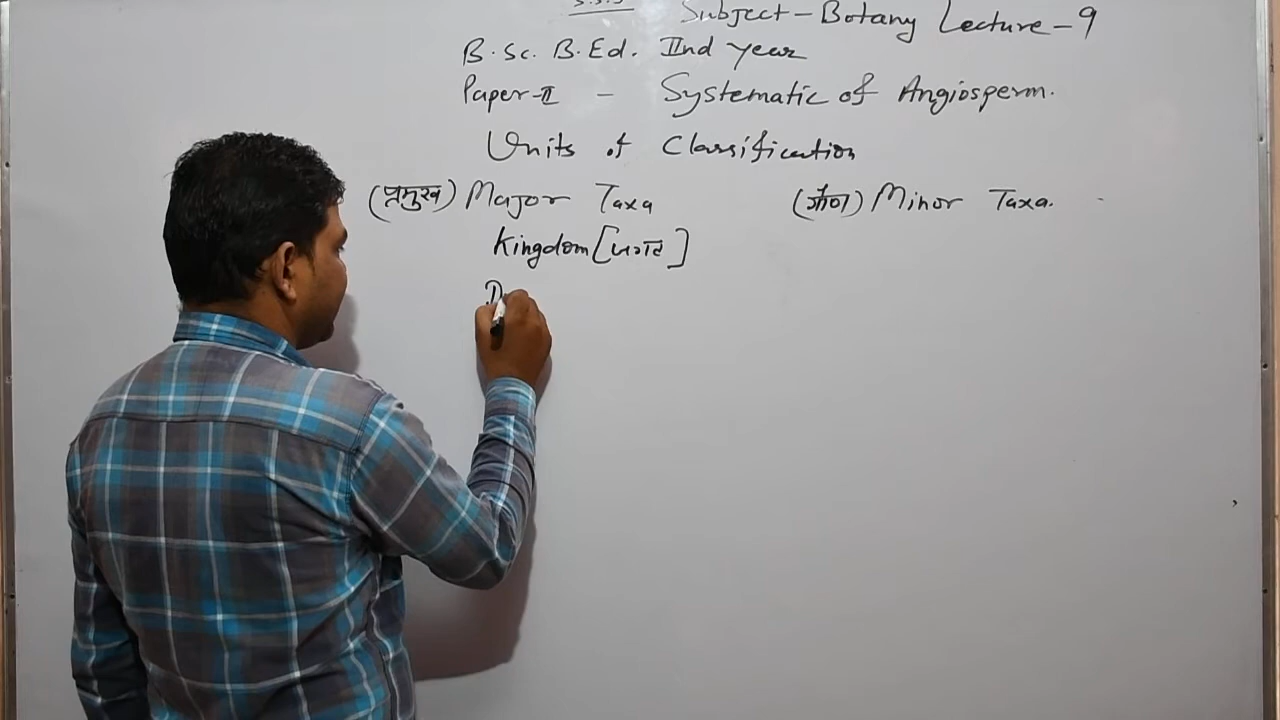 Subject - Botany Lecture - 9
B.Sc. B.Ed. IInd year
Paper-II - Systematic of Angiosperm.
Units of Classification
(प्रमुख) Major Taxa (गौण) Minor Taxa.
Kingdom [जगत]
D